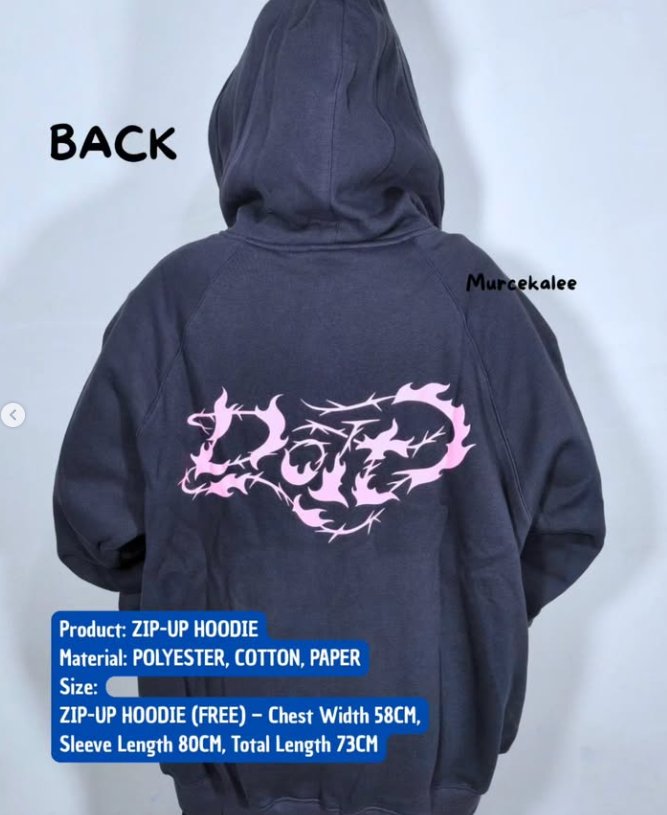 BACK
Murcekalee
Product: ZIP-UP HOODIE
Material: POLYESTER, COTTON, PAPER
Size:
ZIP-UP HOODIE (FREE) – Chest Width 58CM,
Sleeve Length 80CM, Total Length 73CM